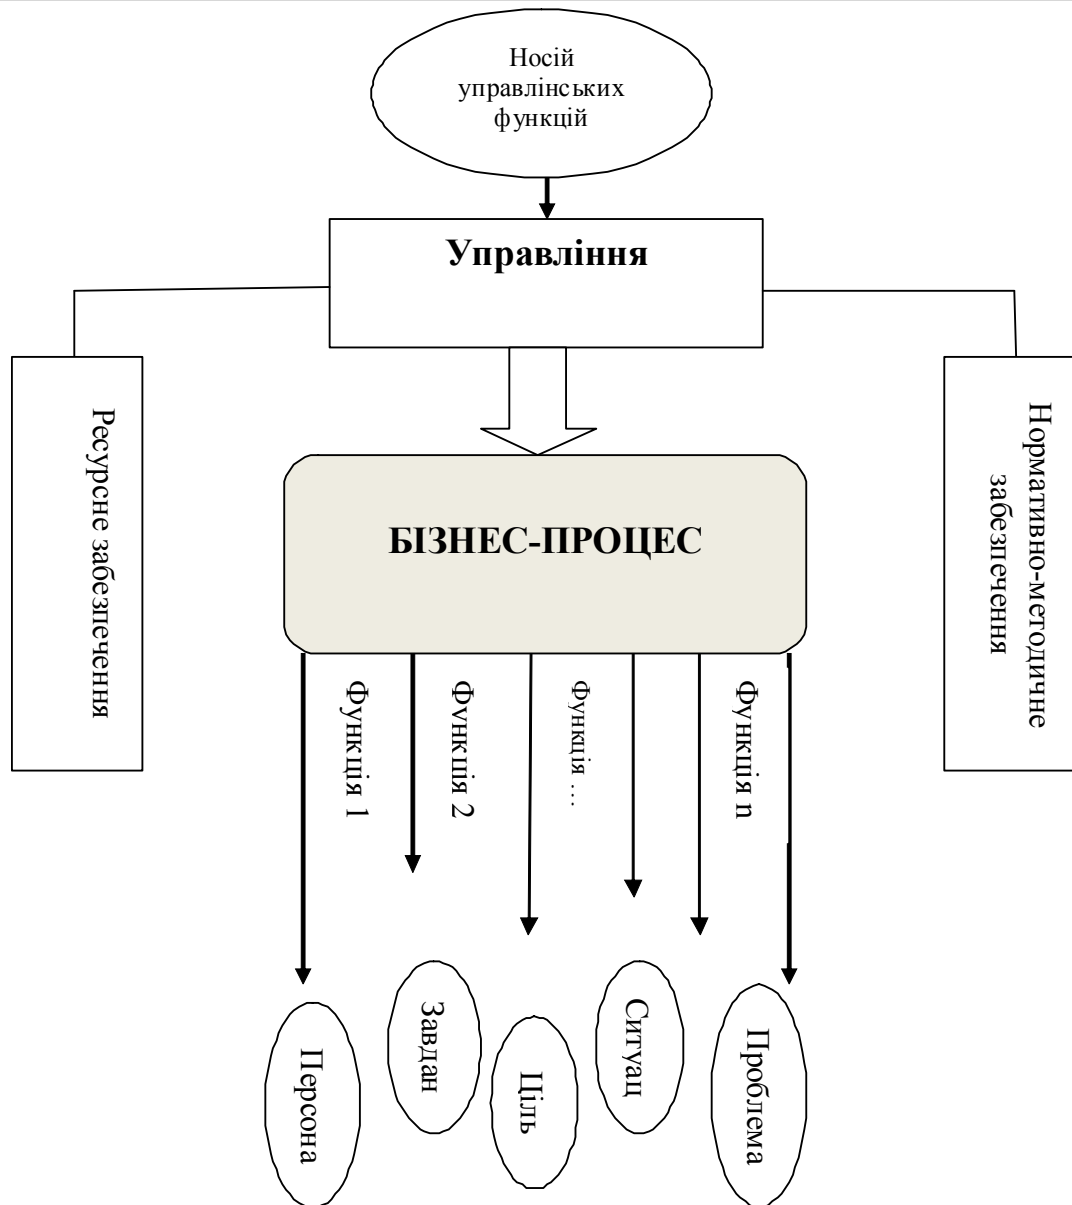 Носій
управлінських
функцій
Управління
Ресурсне забезпечення
Нормативно-методичне
забезпечення
БІЗНЕС-ПРОЦЕС
Функція 1
Функція 2
Функція ...
Функція n
Персона
Завдан
Ціль
Ситуац
Проблема